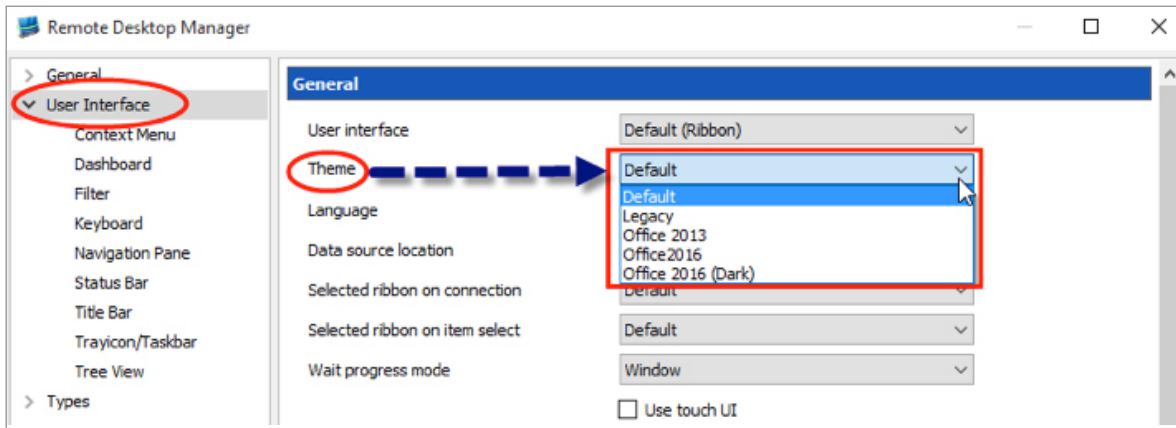 Remote Desktop Manager
General
User Interface
Context Menu
Dashboard
Filter
Keyboard
Navigation Pane
Status Bar
Title Bar
Trayicon/Taskbar
Tree View
Types
General
User interface
Default (Ribbon)
Theme
Default
Default
Legacy
Office 2013
Office2016
Office 2016 (Dark)
Language
Data source location
Selected ribbon on connection
Default
Selected ribbon on item select
Default
Wait progress mode
Window
Use touch UI